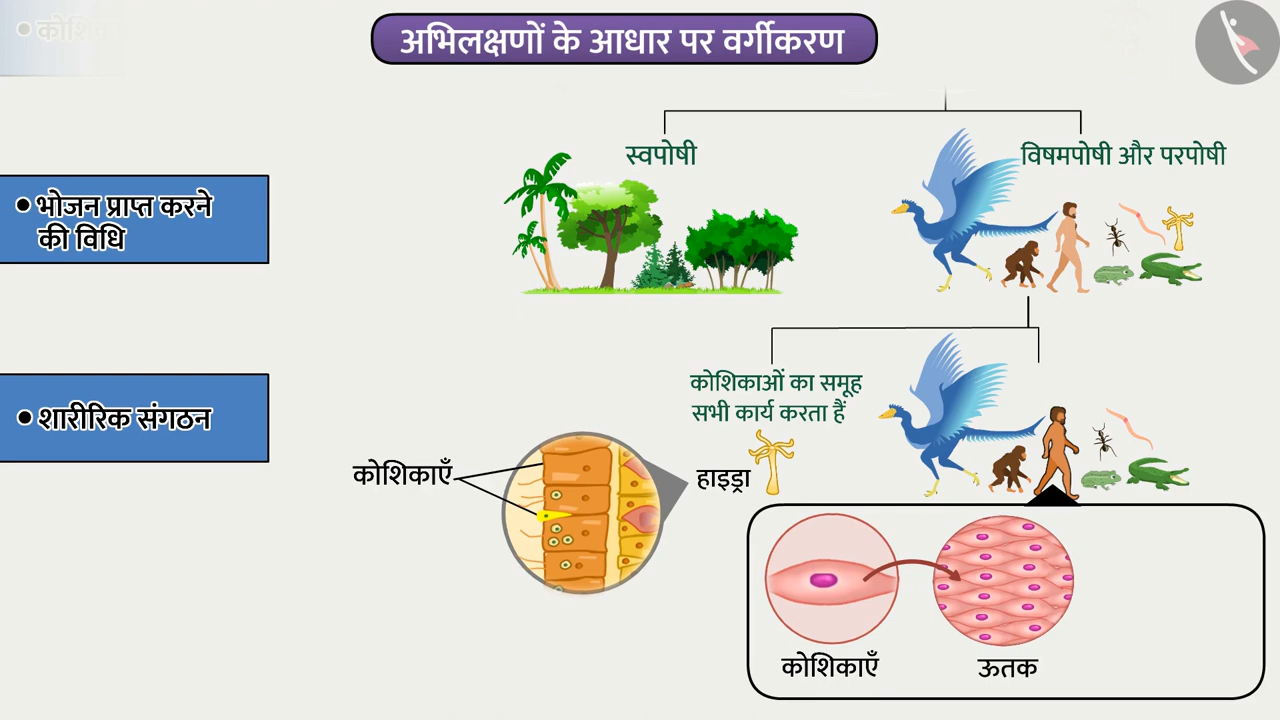 अभिलक्षणों के आधार पर वर्गीकरण
स्वपोषी
विषमपोषी और परपोषी
• भोजन प्राप्त करने
की विधि
कोशिकाओं का समूह
सभी कार्य करता हैं
• शारीरिक संगठन
कोशिकाएँ
हाइड्रा
कोशिकाएँ
ऊतक